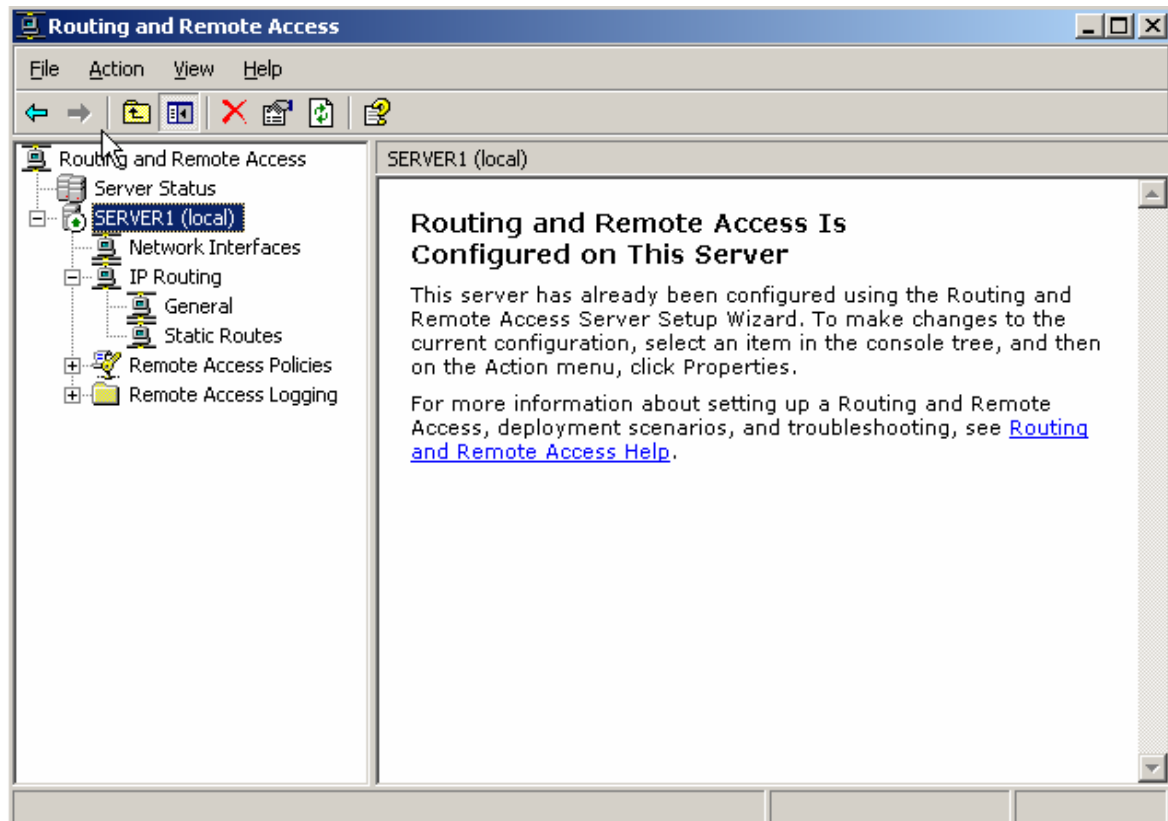 Routing and Remote Access
File Action View Help
Routing and Remote Access
Server Status
SERVER1 (local)
Network Interfaces
IP Routing
General
Static Routes
Remote Access Policies
Remote Access Logging
SERVER1 (local)
Routing and Remote Access Is
Configured on This Server
This server has already been configured using the Routing and
Remote Access Server Setup Wizard. To make changes to the
current configuration, select an item in the console tree, and then
on the Action menu, click Properties.
For more information about setting up a Routing and Remote
Access, deployment scenarios, and troubleshooting, see Routing
and Remote Access Help.